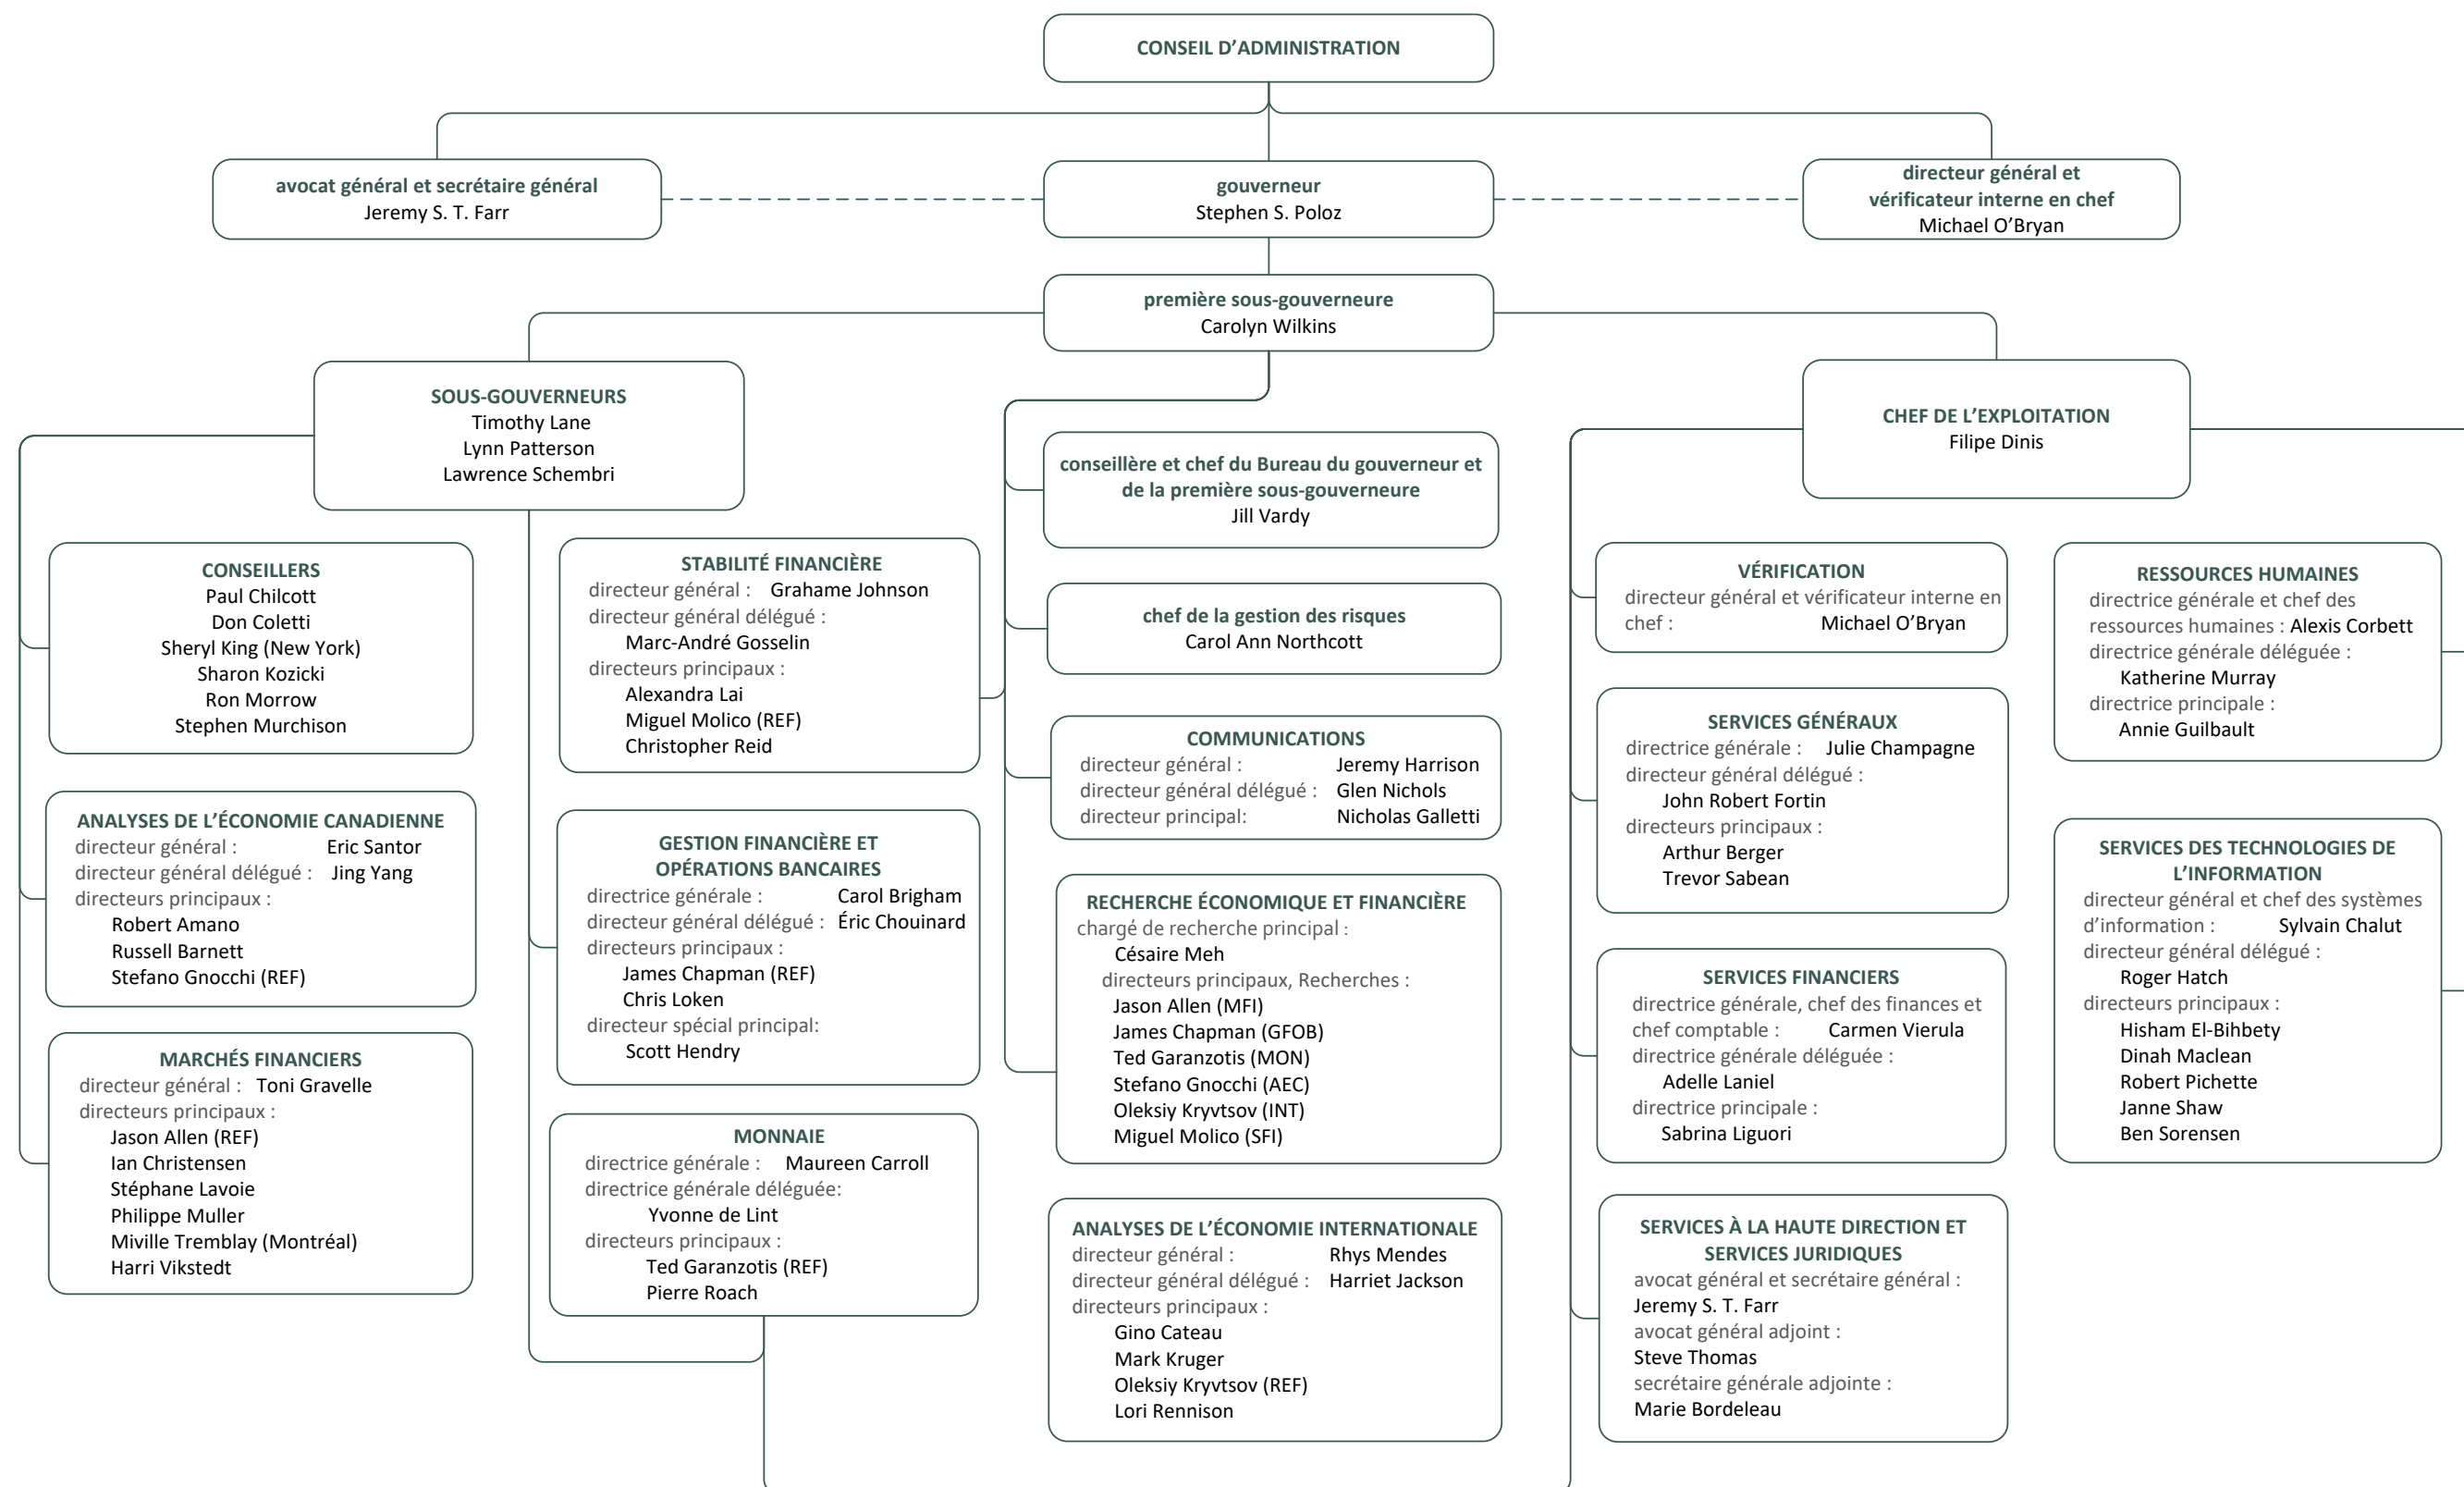 CONSEIL D’ADMINISTRATION
avocat général et secrétaire général
Jeremy S. T. Farr
gouverneur
Stephen S. Poloz
directeur général et
vérificateur interne en chef
Michael O’Bryan
première sous-gouverneure
Carolyn Wilkins
SOUS-GOUVERNEURS
Timothy Lane
Lynn Patterson
Lawrence Schembri
CHEF DE L’EXPLOITATION
Filipe Dinis
CONSEILLERS
Paul Chilcott
Don Coletti
Sheryl King (New York)
Sharon Kozicki
Ron Morrow
Stephen Murchison
ANALYSES DE L’ÉCONOMIE CANADIENNE
directeur général : Eric Santor
directeur général délégué : Jing Yang
directeurs principaux :
Robert Amano
Russell Barnett
Stefano Gnocchi (REF)
MARCHÉS FINANCIERS
directeur général : Toni Gravelle
directeurs principaux :
Jason Allen (REF)
Ian Christensen
Stéphane Lavoie
Philippe Muller
Miville Tremblay (Montréal)
Harri Vikstedt
STABILITÉ FINANCIÈRE
directeur général : Grahame Johnson
directeur général délégué :
Marc-André Gosselin
directeurs principaux :
Alexandra Lai
Miguel Molico (REF)
Christopher Reid
GESTION FINANCIÈRE ET
OPÉRATIONS BANCAIRES
directrice générale : Carol Brigham
directeur général délégué : Éric Chouinard
directeurs principaux :
James Chapman (REF)
Chris Loken
directeur spécial principal:
Scott Hendry
MONNAIE
directrice générale : Maureen Carroll
directrice générale déléguée:
Yvonne de Lint
directeurs principaux :
Ted Garanzotis (REF)
Pierre Roach
conseillère et chef du Bureau du gouverneur et
de la première sous-gouverneure
Jill Vardy
chef de la gestion des risques
Carol Ann Northcott
COMMUNICATIONS
directeur général : Jeremy Harrison
directeur général délégué : Glen Nichols
directeur principal: Nicholas Galletti
RECHERCHE ÉCONOMIQUE ET FINANCIÈRE
chargé de recherche principal :
Césaire Meh
directeurs principaux, Recherches :
Jason Allen (MFI)
James Chapman (GFOB)
Ted Garanzotis (MON)
Stefano Gnocchi (AEC)
Oleksiy Kryvtsov (INT)
Miguel Molico (SFI)
ANALYSES DE L’ÉCONOMIE INTERNATIONALE
directeur général : Rhys Mendes
directeur général délégué : Harriet Jackson
directeurs principaux :
Gino Cateau
Mark Kruger
Oleksiy Kryvtsov (REF)
Lori Rennison
VÉRIFICATION
directeur général et vérificateur interne en
chef : Michael O’Bryan
SERVICES GÉNÉRAUX
directrice générale : Julie Champagne
directeur général délégué :
John Robert Fortin
directeurs principaux :
Arthur Berger
Trevor Sabean
SERVICES FINANCIERS
directrice générale, chef des finances et
chef comptable : Carmen Vierula
directrice générale déléguée :
Adelle Laniel
directrice principale :
Sabrina Liguori
SERVICES À LA HAUTE DIRECTION ET
SERVICES JURIDIQUES
avocat général et secrétaire général :
Jeremy S. T. Farr
avocat général adjoint :
Steve Thomas
secrétaire générale adjointe :
Marie Bordeleau
RESSOURCES HUMAINES
directrice générale et chef des
ressources humaines : Alexis Corbett
directrice générale déléguée :
Katherine Murray
directrice principale :
Annie Guilbault
SERVICES DES TECHNOLOGIES DE
L’INFORMATION
directeur général et chef des systèmes
d’information : Sylvain Chalut
directeur général délégué :
Roger Hatch
directeurs principaux :
Hisham El-Bihbety
Dinah Maclean
Robert Pichette
Janne Shaw
Ben Sorensen